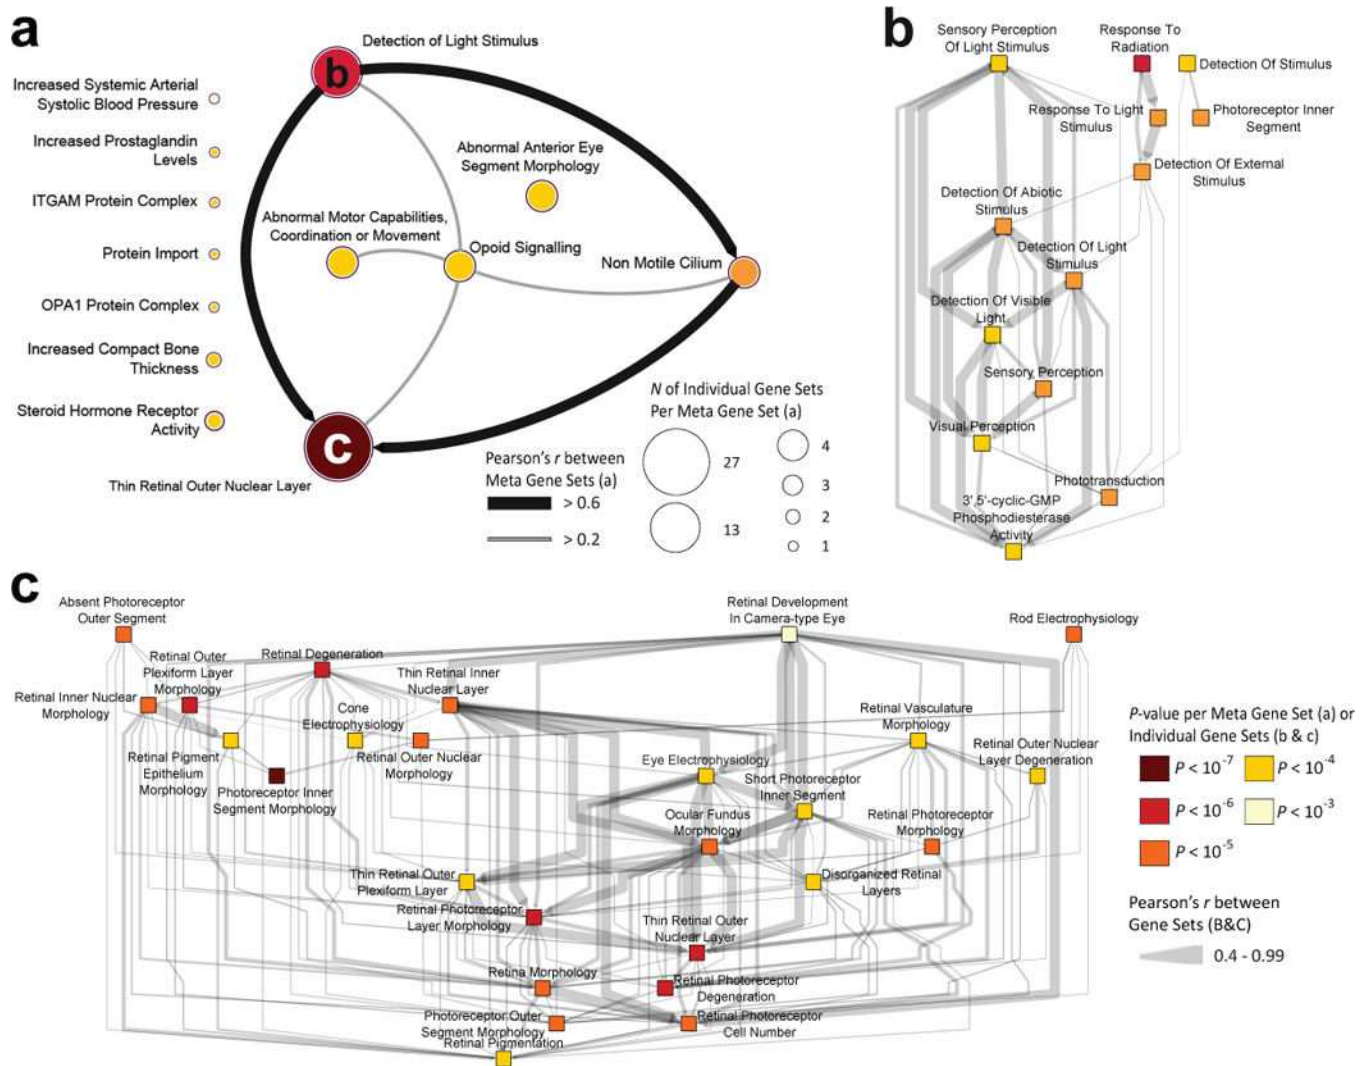 a
Detection of Light Stimulus
b
Increased Systemic Arterial
Systolic Blood Pressure
Increased Prostaglandin
Levels
ITGAM Protein Complex
Protein Import
OPA1 Protein Complex
Increased Compact Bone
Thickness
Steroid Hormone Receptor
Activity
Abnormal Anterior Eye
Segment Morphology
Abnormal Motor Capabilities,
Coordination or Movement
Opoid Signalling
Non Motile Cilium
C
Thin Retinal Outer Nuclear Layer
N of Individual Gene Sets
Per Meta Gene Set (a)
27
13
4
3
2
1
Pearson's r between
Meta Gene Sets (a)
> 0.6
> 0.2
b
Sensory Perception
Of Light Stimulus
Response To
Radiation
Detection Of Stimulus
Response To Light
Stimulus
Photoreceptor Inner
Segment
Detection Of External
Stimulus
Detection Of Abiotic
Stimulus
Detection Of Light
Stimulus
Detection Of Visible
Light
Sensory Perception
Visual Perception
Phototransduction
3',5'-cyclic-GMP
Phosphodiesterase
Activity
c
Absent Photoreceptor
Outer Segment
Retinal Development
In Camera-type Eye
Rod Electrophysiology
Retinal Outer
Plexiform Layer
Morphology
Retinal Degeneration
Thin Retinal Inner
Nuclear Layer
Retinal Inner Nuclear
Morphology
Cone
Electrophysiology
Retinal Vasculature
Morphology
Retinal Pigment
Epithelium
Morphology
Retinal Outer Nuclear
Morphology
Photoreceptor Inner
Segment Morphology
Eye Electrophysiology
Short Photoreceptor
Inner Segment
Retinal Outer Nuclear
Layer Degeneration
Ocular Fundus
Morphology
Retinal Photoreceptor
Morphology
Thin Retinal Outer
Plexiform Layer
Disorganized Retinal
Layers
Retinal Photoreceptor
Layer Morphology
Thin Retinal Outer
Nuclear Layer
Retina Morphology
Retinal Photoreceptor
Degeneration
Photoreceptor Outer
Segment Morphology
Retinal Photoreceptor
Cell Number
Retinal Pigmentation
P-value per Meta Gene Set (a) or
Individual Gene Sets (b & c)
P < 10-7
P < 10-4
P < 10-6
P < 10-3
P < 10-5
Pearson's r between
Gene Sets (B&C)
0.4 - 0.99